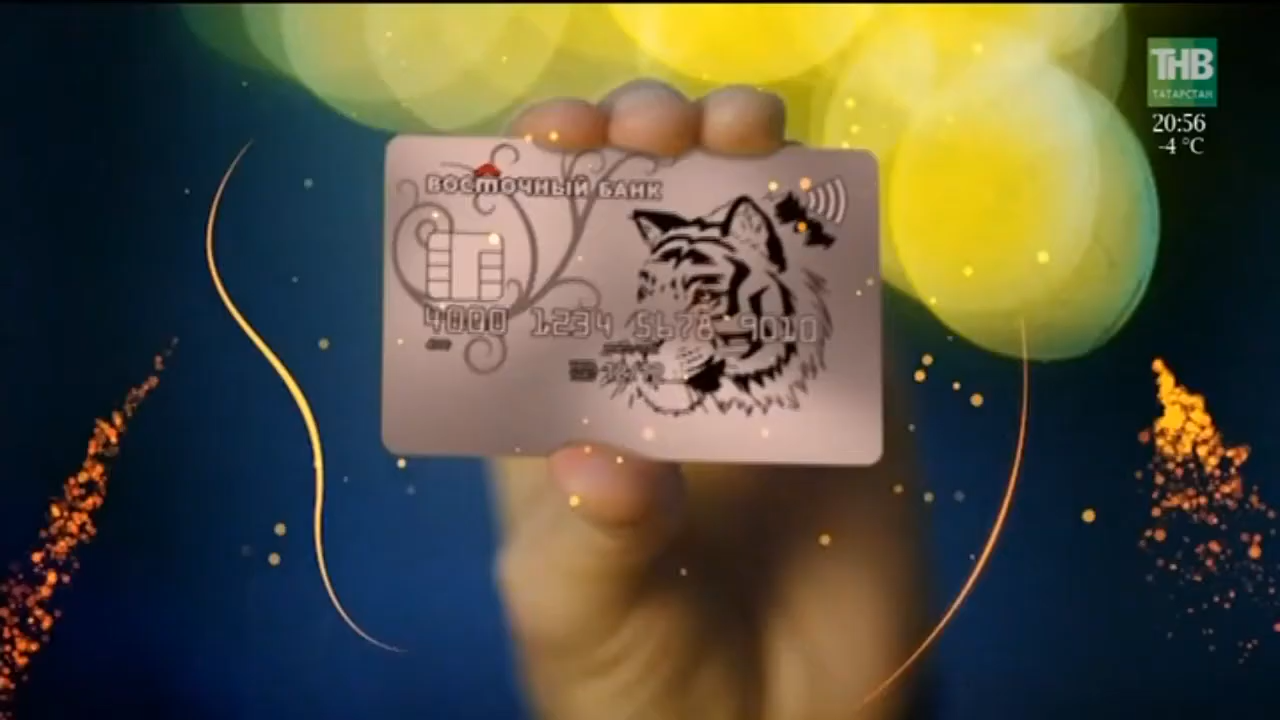 ТНВ
ТАТАРСТАН
20:56
-4 °C
ВОСТОЧНЫЙ БАНК
4000 1234 5678 9010